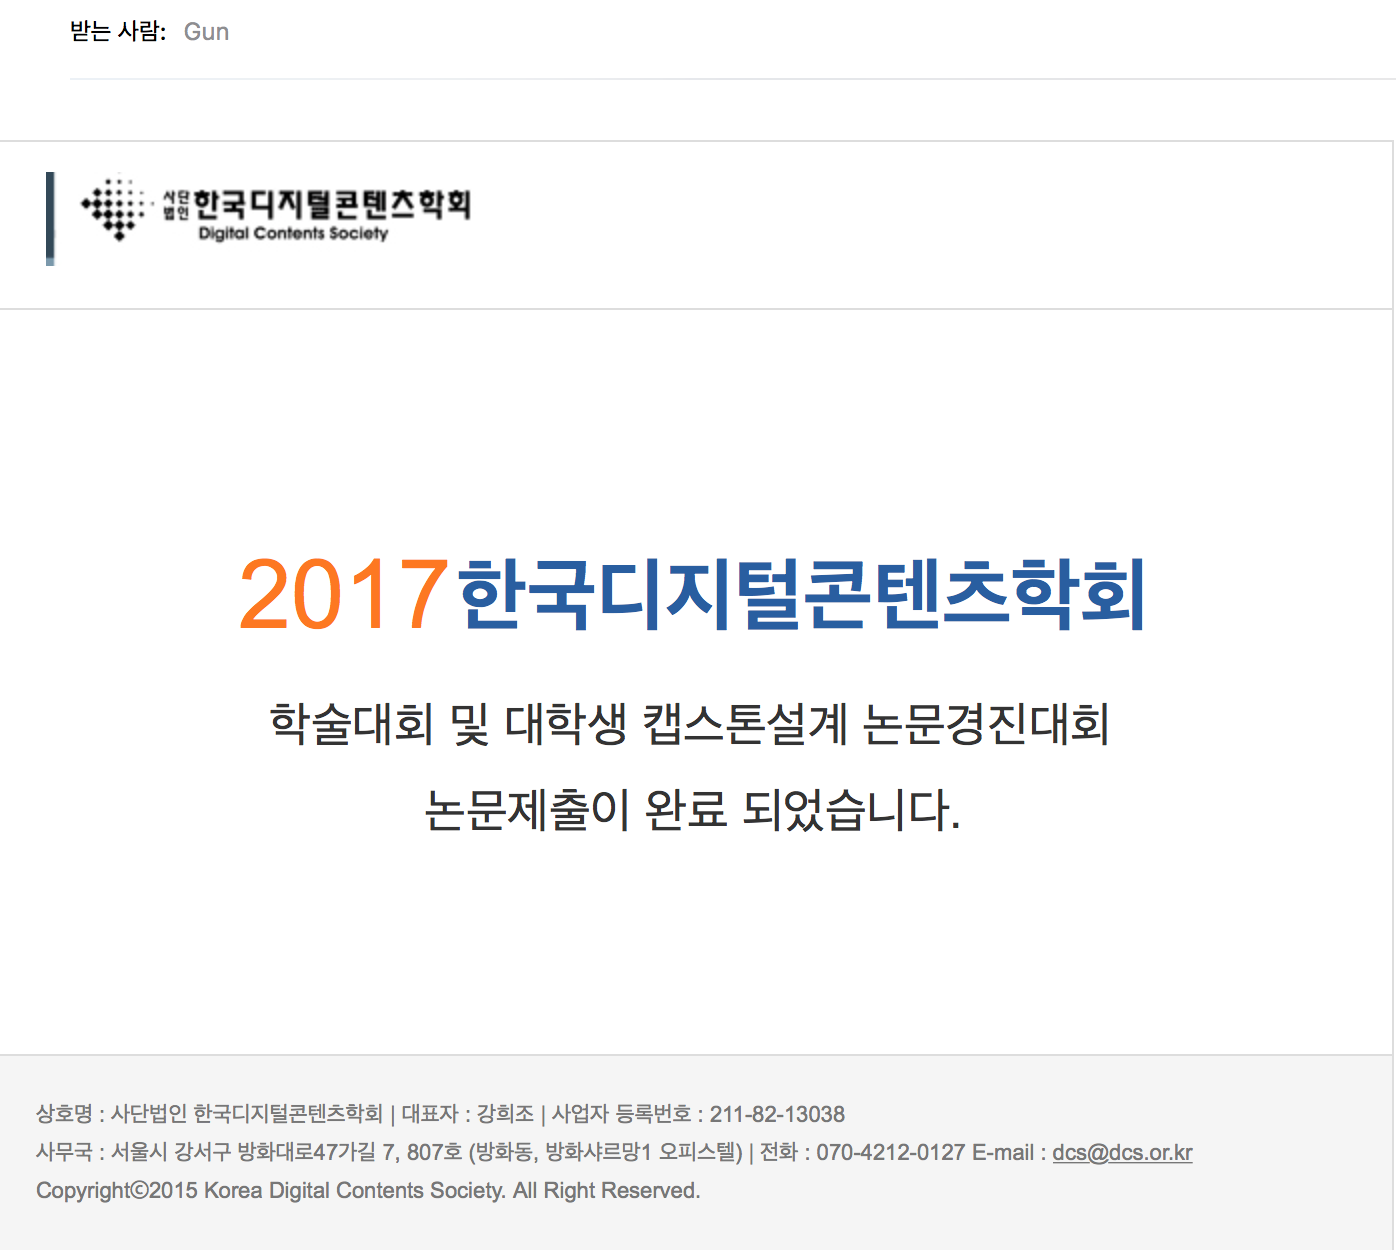 받는 사람: Gun
사단법인 한국디지털콘텐츠학회
Digital Contents Society
2017 한국디지털콘텐츠학회
학술대회 및 대학생 캡스톤설계 논문경진대회
논문제출이 완료 되었습니다.
상호명 : 사단법인 한국디지털콘텐츠학회 | 대표자 : 강희조 | 사업자 등록번호 : 211-82-13038
사무국 : 서울시 강서구 방화대로47가길 7, 807호 (방화동, 방화샤르망1 오피스텔) | 전화 : 070-4212-0127 E-mail : dcs@dcs.or.kr
Copyrightⓒ2015 Korea Digital Contents Society. All Right Reserved.